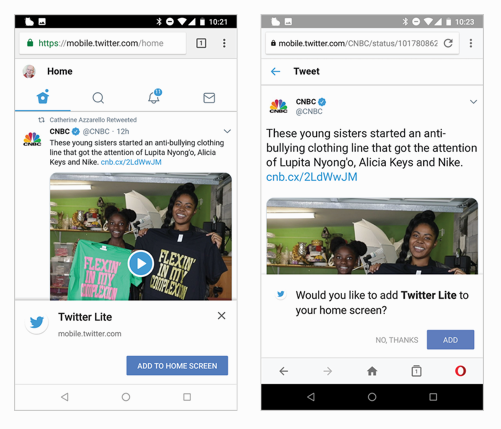 10:21
https://mobile.twitter.com/home
1
Home
11
Catherine Azzarello Retweeted
CNBC @CNBC · 12h
These young sisters started an anti-bullying clothing
line that got the attention of Lupita Nyong'o, Alicia
Keys and Nike. cnb.cx/2LdWwJM
FLEXIN'
IN MY
COMPLEXION
FLEXIN'
IN MY
COMPLEXION
Twitter Lite
mobile.twitter.com
ADD TO HOME SCREEN
10:23
mobile.twitter.com/CNBC/status/101780862
Tweet
CNBC
@CNBC
These young sisters started an anti-
bullying clothing line that got the attention
of Lupita Nyong'o, Alicia Keys and Nike.
cnb.cx/2LdWwJM
Would you like to add Twitter Lite to
your home screen?
NO, THANKS
ADD
1